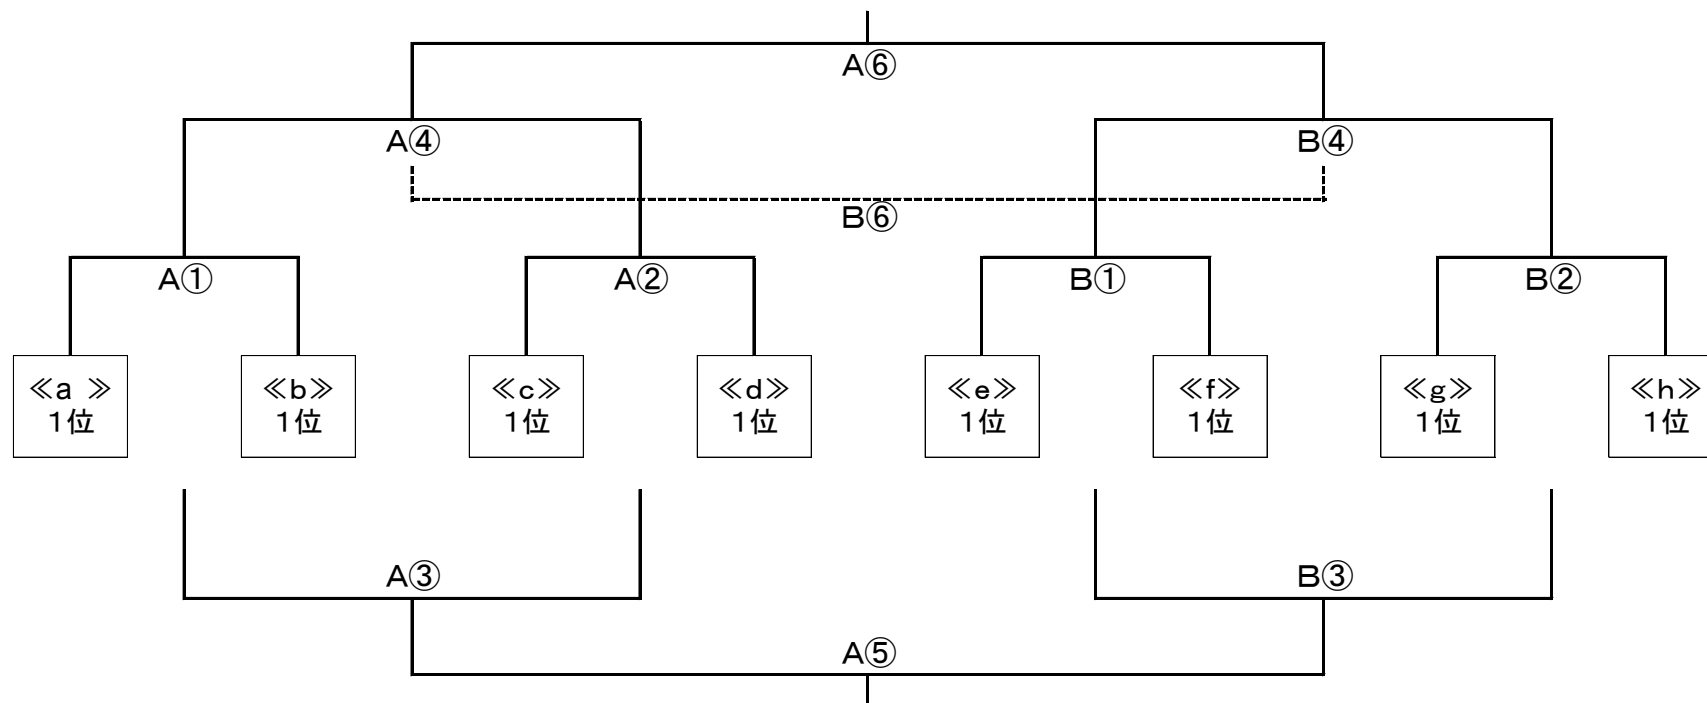 A⑥
A④
B④
B⑥
A①
A②
B①
B②
≪a ≫
1位
≪b≫
1位
≪c≫
1位
≪d≫
1位
≪e≫
1位
≪f≫
1位
≪g≫
1位
≪h≫
1位
A③
B③
A⑤